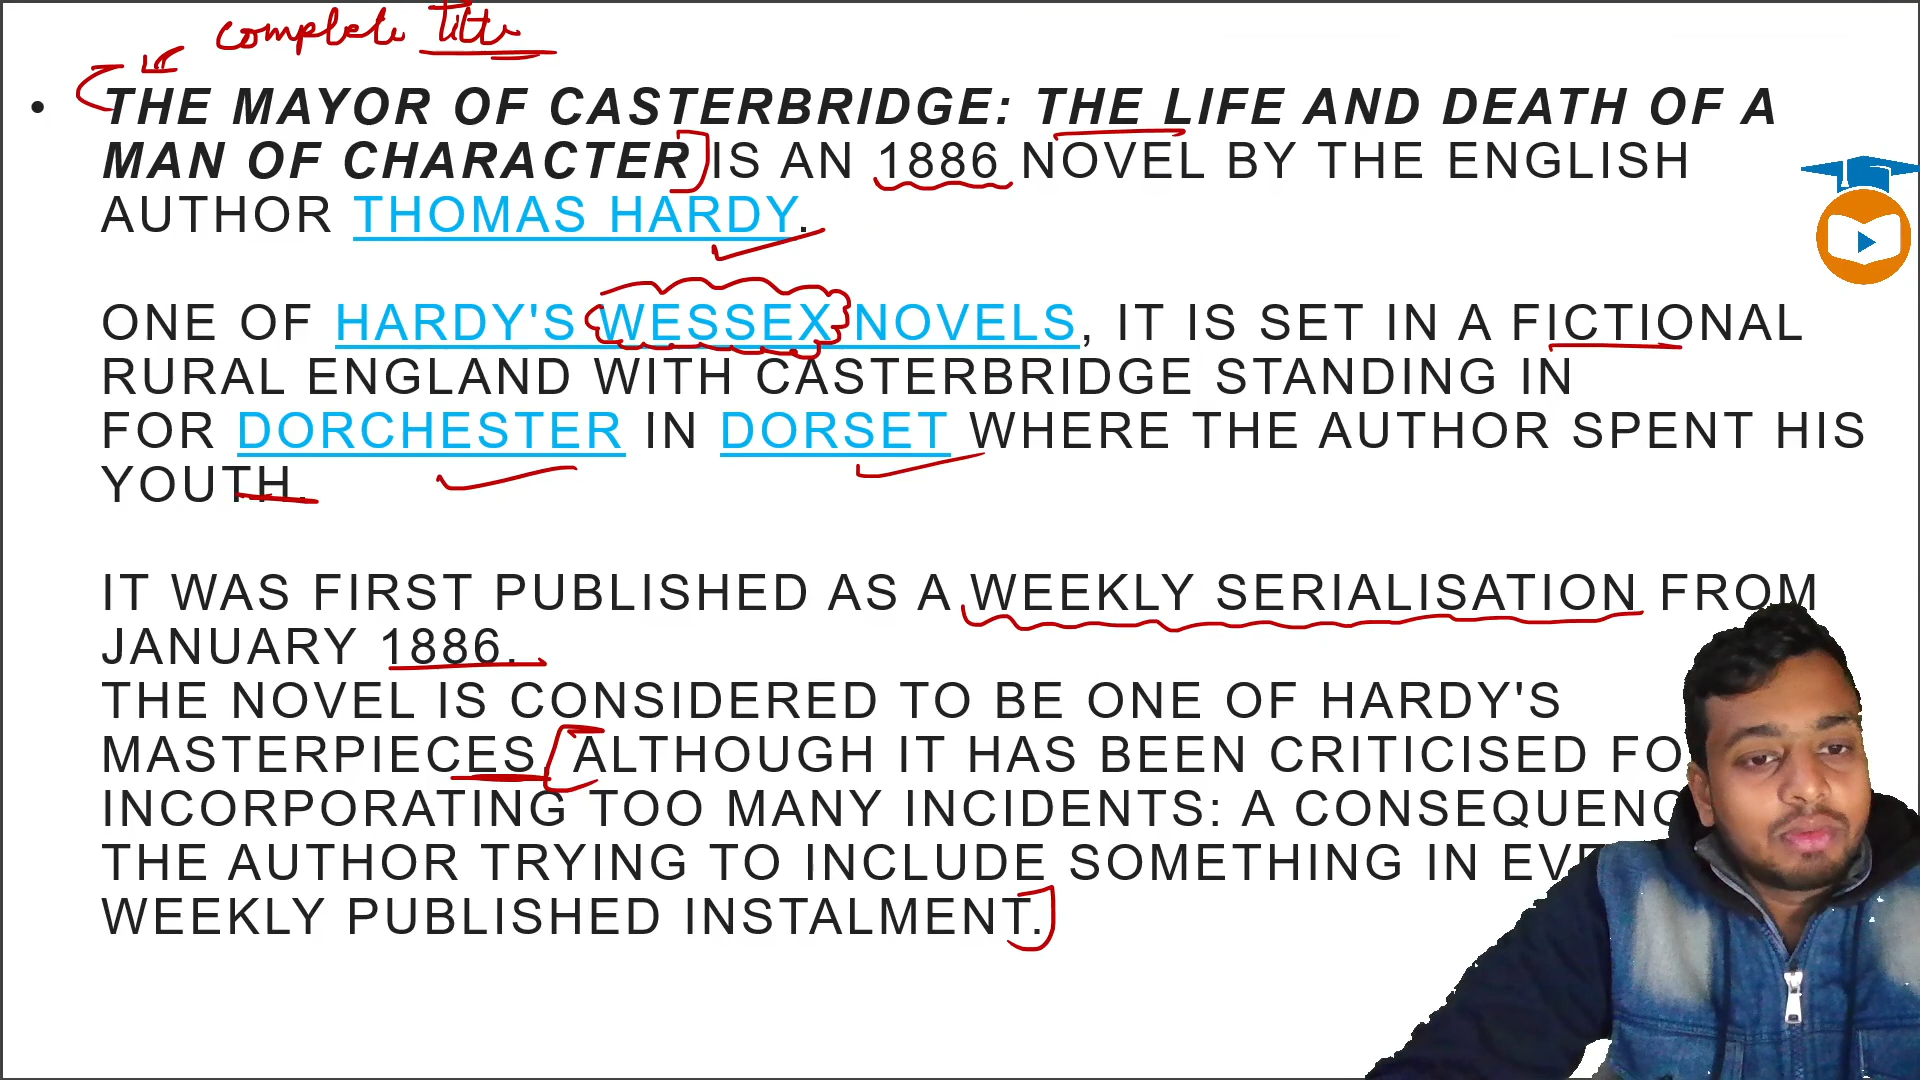 complete title
• THE MAYOR OF CASTERBRIDGE: THE LIFE AND DEATH OF A
MAN OF CHARACTER IS AN 1886 NOVEL BY THE ENGLISH
AUTHOR THOMAS HARDY.
ONE OF HARDY'S WESSEX NOVELS, IT IS SET IN A FICTIONAL
RURAL ENGLAND WITH CASTERBRIDGE STANDING IN
FOR DORCHESTER IN DORSET WHERE THE AUTHOR SPENT HIS
YOUTH.
IT WAS FIRST PUBLISHED AS A WEEKLY SERIALISATION FROM
JANUARY 1886.
THE NOVEL IS CONSIDERED TO BE ONE OF HARDY'S
MASTERPIECES ALTHOUGH IT HAS BEEN CRITICISED
INCORPORATING TOO MANY INCIDENTS: A
THE AUTHOR TRYING TO INCLUDE SOMETHING IN
WEEKLY PUBLISHED INSTALMENT.